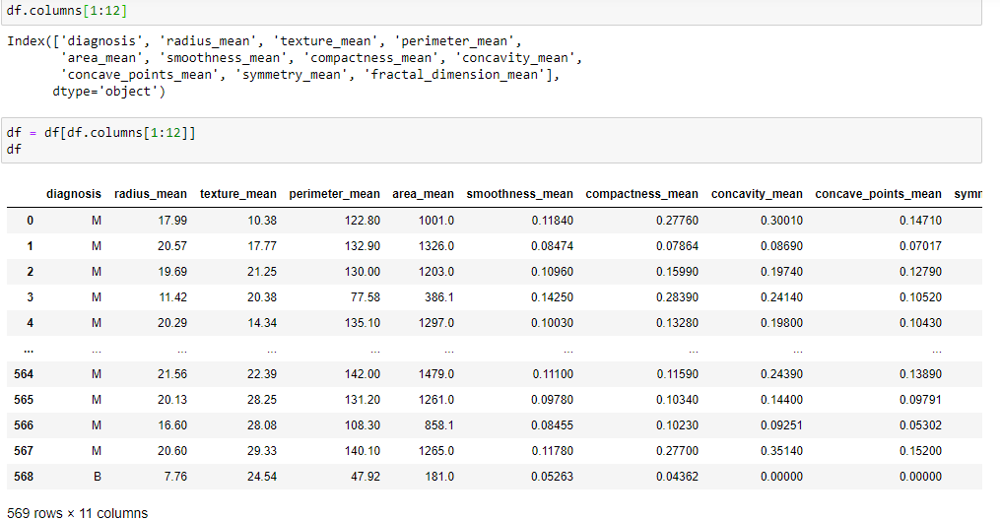 df.columns[1:12]
Index(['diagnosis', 'radius_mean', 'texture_mean', 'perimeter_mean',
'area_mean', 'smoothness_mean', 'compactness_mean', 'concavity_mean',
'concave_points_mean', 'symmetry_mean', 'fractal_dimension_mean'],
dtype='object')
df = df[df.columns[1:12]]
df
diagnosis radius_mean texture_mean perimeter_mean area_mean smoothness_mean compactness_mean concavity_mean concave_points_mean symm
0 M 17.99 10.38 122.80 1001.0 0.11840 0.27760 0.30010 0.14710
1 M 20.57 17.77 132.90 1326.0 0.08474 0.07864 0.08690 0.07017
2 M 19.69 21.25 130.00 1203.0 0.10960 0.15990 0.19740 0.12790
3 M 11.42 20.38 77.58 386.1 0.14250 0.28390 0.24140 0.10520
4 M 20.29 14.34 135.10 1297.0 0.10030 0.13280 0.19800 0.10430
... ... ... ... ... ... ... ... ... ...
564 M 21.56 22.39 142.00 1479.0 0.11100 0.11590 0.24390 0.13890
565 M 20.13 28.25 131.20 1261.0 0.09780 0.10340 0.14400 0.09791
566 M 16.60 28.08 108.30 858.1 0.08455 0.10230 0.09251 0.05302
567 M 20.60 29.33 140.10 1265.0 0.11780 0.27700 0.35140 0.15200
568 B 7.76 24.54 47.92 181.0 0.05263 0.04362 0.00000 0.00000
569 rows × 11 columns